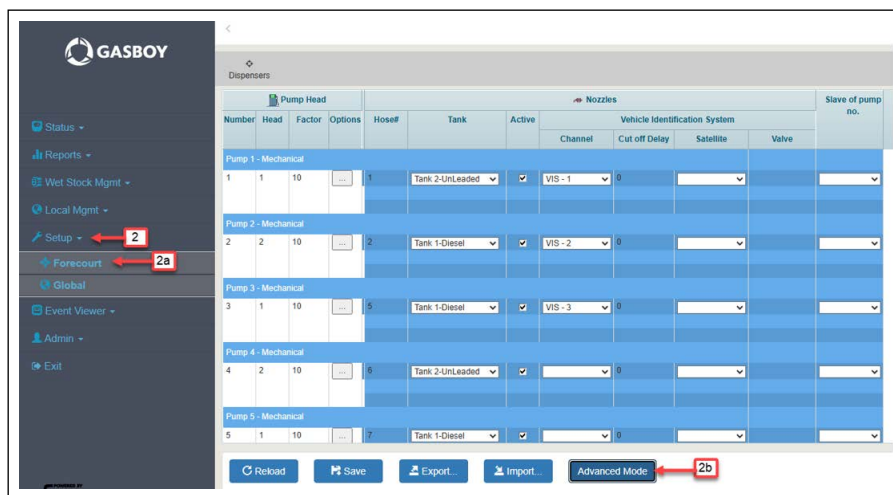 GASBOY
Status
Reports
Wet Stock Mgmt
Local Mgmt
Setup
2
Forecourt
2a
Global
Event Viewer
Admin
Exit
POWERED BY
<
Dispensers
Pump Head Nozzles Slave of pump no.
Number Head Factor Options Hose# Tank Active Vehicle Identification System
Channel Cut off Delay Satellite Valve
Pump 1 - Mechanical
1 1 10 ... 1 Tank 2-UnLeaded VIS - 1 0
Pump 2 - Mechanical
2 2 10 ... 2 Tank 1-Diesel VIS - 2 0
Pump 3 - Mechanical
3 1 10 ... 5 Tank 1-Diesel VIS - 3 0
Pump 4 - Mechanical
4 2 10 ... 6 Tank 2-UnLeaded 0
Pump 5 - Mechanical
5 1 10 ... 7 Tank 1-Diesel 0
Reload Save Export... Import... Advanced Mode 2b